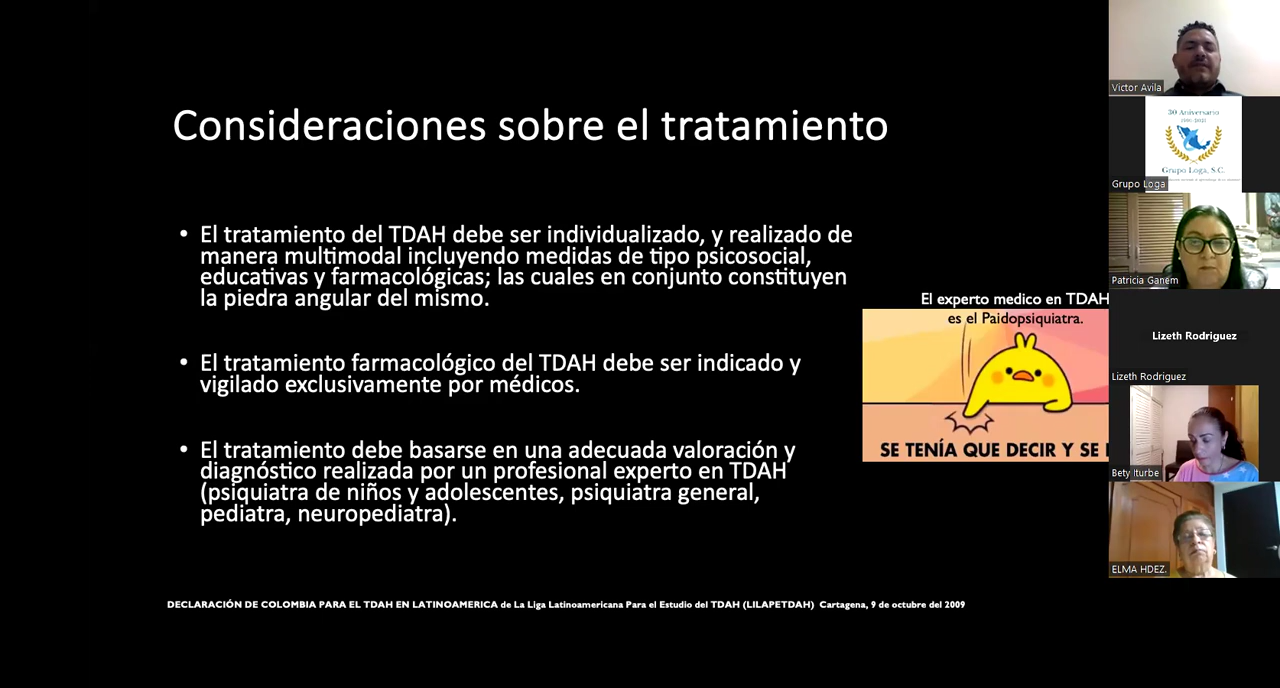 Consideraciones sobre el tratamiento
• El tratamiento del TDAH debe ser individualizado, y realizado de
manera multimodal incluyendo medidas de tipo psicosocial,
educativas y farmacológicas; las cuales en conjunto constituyen
la piedra angular del mismo.
• El tratamiento farmacológico del TDAH debe ser indicado y
vigilado exclusivamente por médicos.
• El tratamiento debe basarse en una adecuada valoración y
diagnóstico realizada por un profesional experto en TDAH
(psiquiatra de niños y adolescentes, psiquiatra general,
pediatra, neuropediatra).
El experto medico en TDAH
es el Paidopsiquiatra.
SE TENÍA QUE DECIR Y SE
DECLARACIÓN DE COLOMBIA PARA EL TDAH EN LATINOAMERICA de La Liga Latinoamericana Para el Estudio del TDAH (LILAPETDAH) Cartagena, 9 de octubre del 2009
Victor Avila
30 Aniversario
Grupo Loga, S.C.
Grupo Loga
Patricia Ganem
Lizeth Rodriguez
Lizeth Rodriguez
Bety Iturbe
ELMA HDEZ.